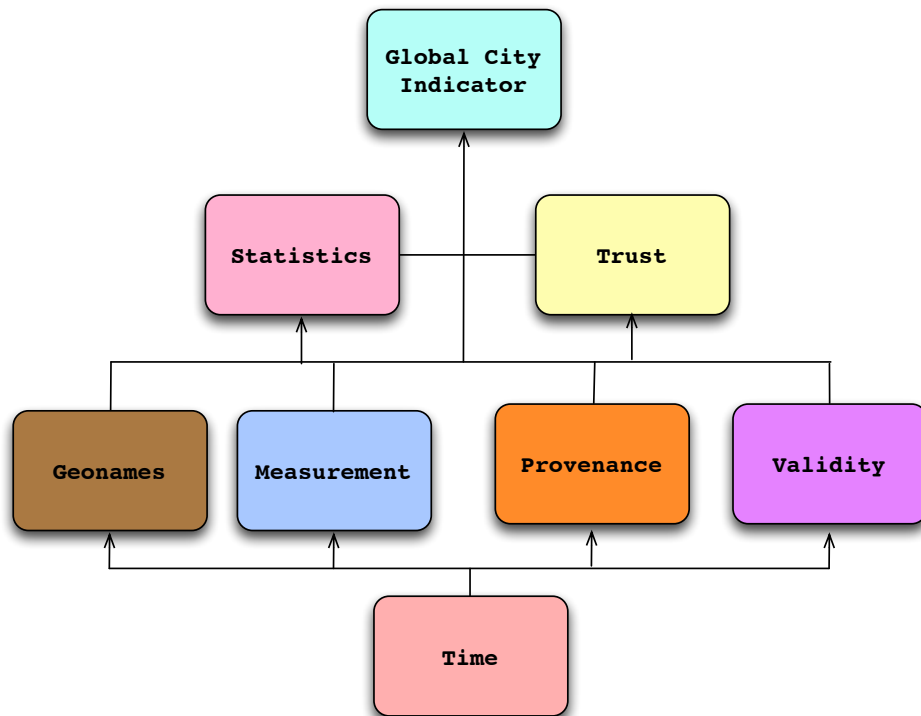 Global City
Indicator
Statistics
Trust
Geonames
Measurement
Provenance
Validity
Time